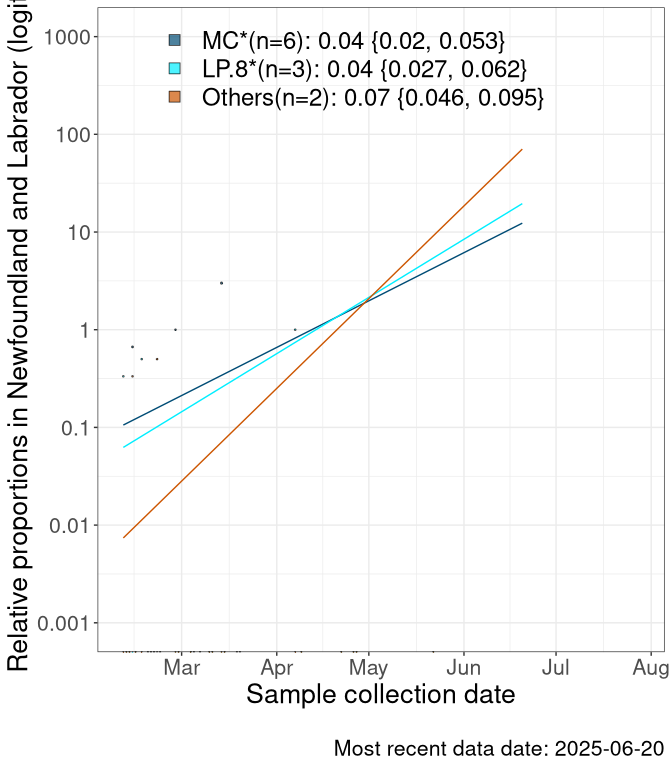 MC*(n=6): 0.04 {0.02, 0.053}
LP.8*(n=3): 0.04 {0.027, 0.062}
Others(n=2): 0.07 {0.046, 0.095}
Relative proportions in Newfoundland and Labrador (logit
1000
100
10
1
0.1
0.01
0.001
Mar Apr May Jun Jul Aug
Sample collection date
Most recent data date: 2025-06-20